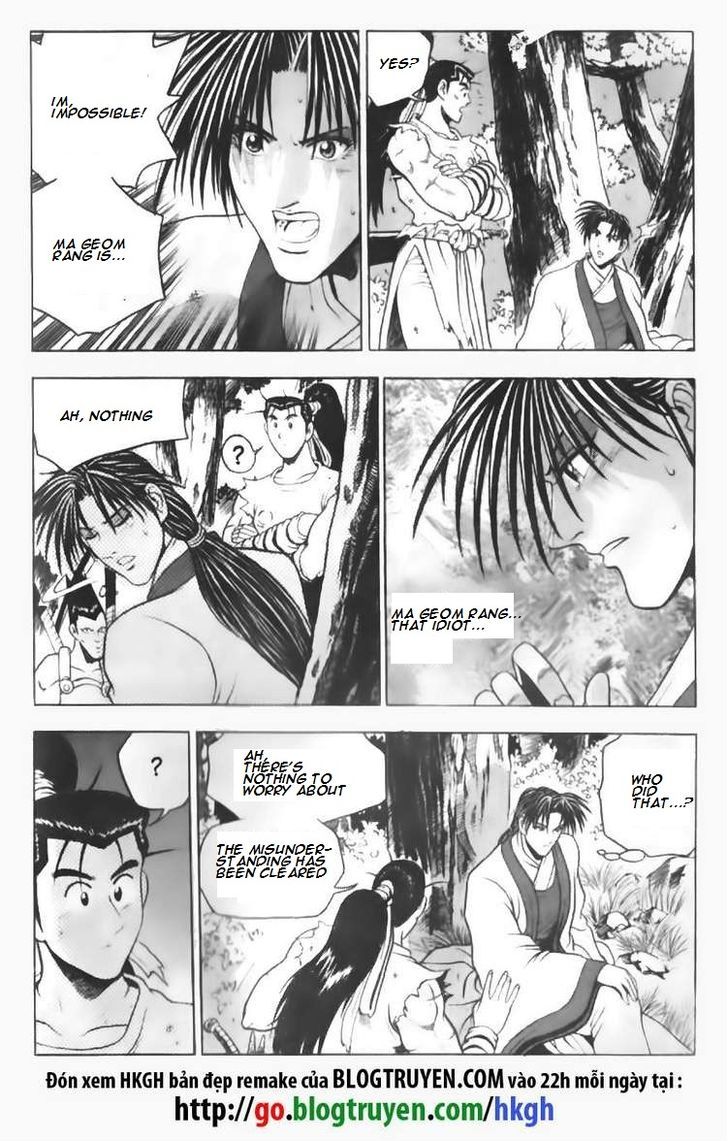 IM,
IMPOSSIBLE!
MA GEOM
RANG IS...
YES?
AH, NOTHING
?
MA GEOM RANG...
THAT IDIOT...
?
AH,
THERE'S
NOTHING TO
WORRY ABOUT
THE MISUNDER-
STANDING HAS
BEEN CLEARED
WHO
DID
THAT...?
Đón xem HKGH bản đẹp remake của BLOGTRUYEN.COM vào 22h mỗi ngày tại :
http://go.blogtruyen.com/hkgh